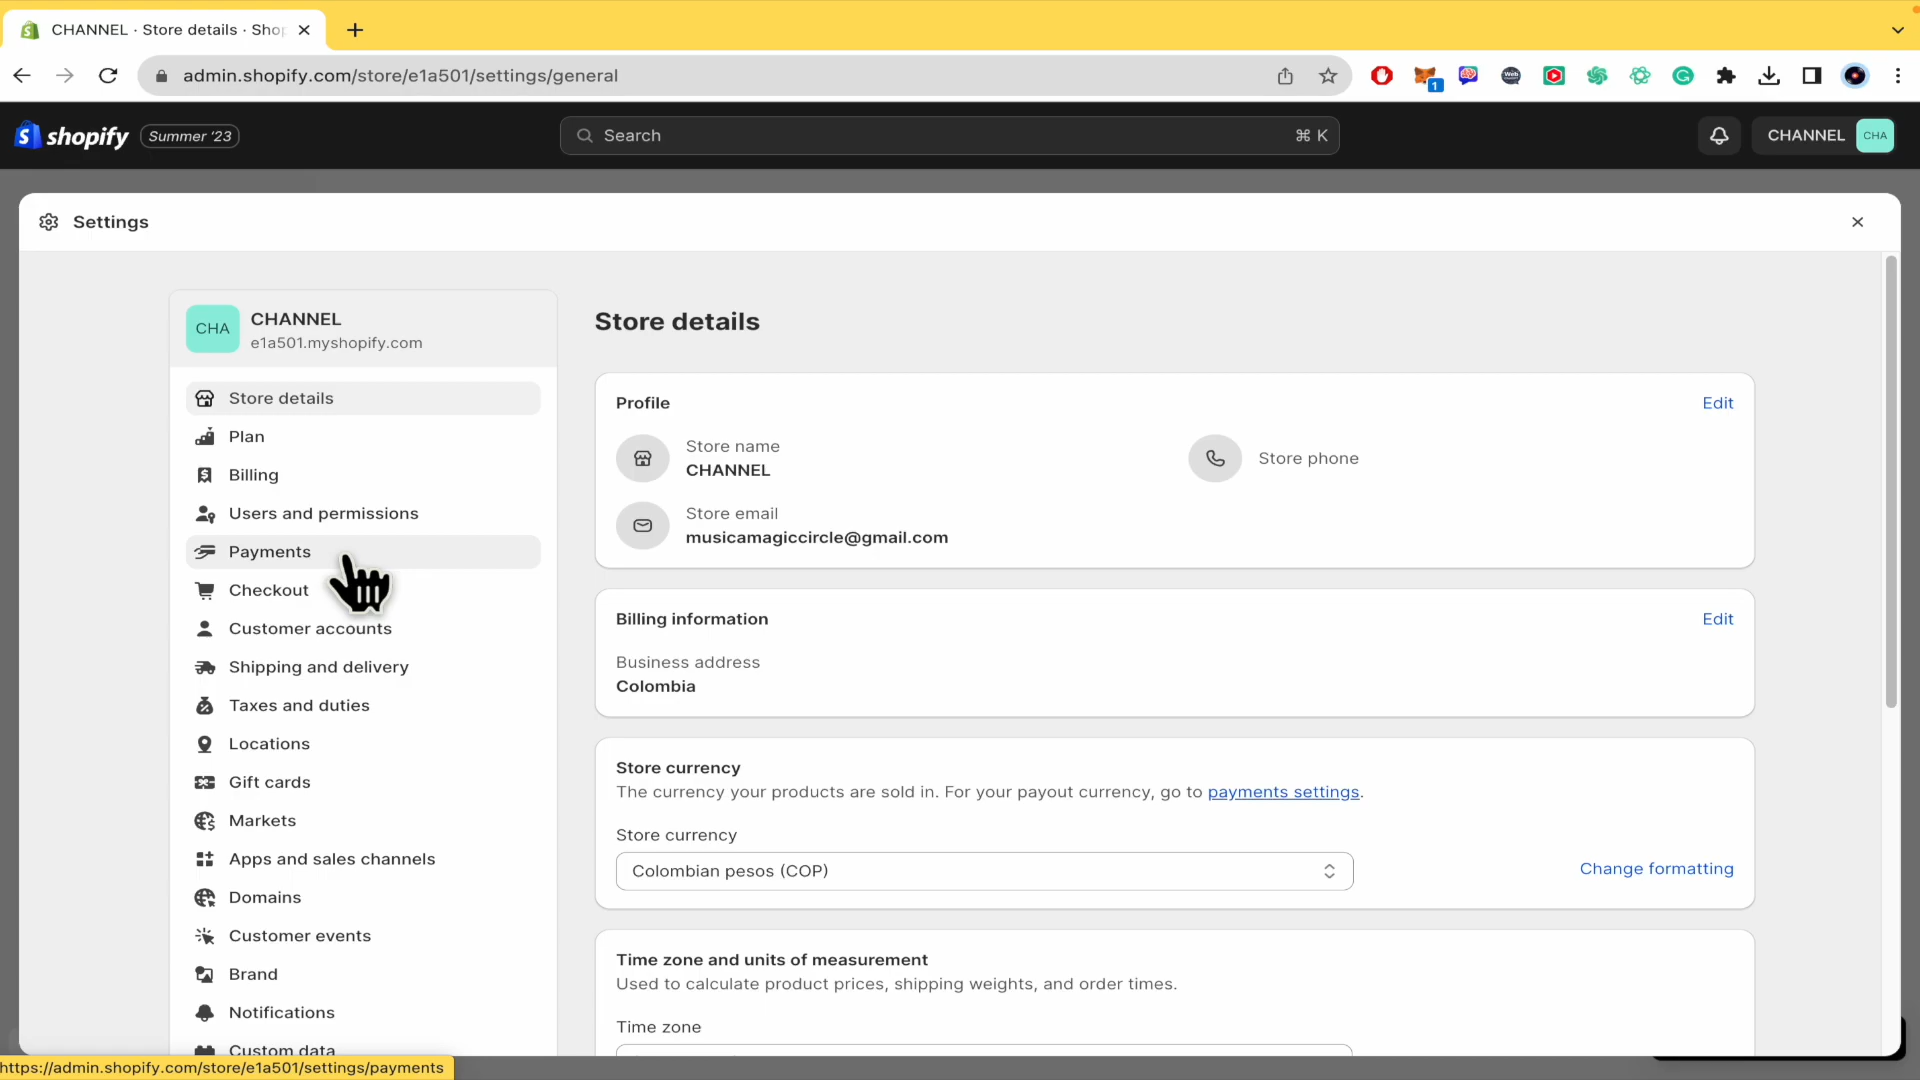 CHANNEL · Store details · Shop
admin.shopify.com/store/e1a501/settings/general
1
shopify
Summer '23
Search
⌘ K
CHANNEL
CHA
Settings
CHA
CHANNEL
e1a501.myshopify.com
Store details
Plan
Billing
Users and permissions
Payments
Checkout
Customer accounts
Shipping and delivery
Taxes and duties
Locations
Gift cards
Markets
Apps and sales channels
Domains
Customer events
Brand
Notifications
Custom data
Store details
Profile
Edit
Store name
CHANNEL
Store phone
Store email
musicamagiccircle@gmail.com
Billing information
Edit
Business address
Colombia
Store currency
The currency your products are sold in. For your payout currency, go to payments settings.
Store currency
Colombian pesos (COP)
Change formatting
Time zone and units of measurement
Used to calculate product prices, shipping weights, and order times.
Time zone
https://admin.shopify.com/store/e1a501/settings/payments